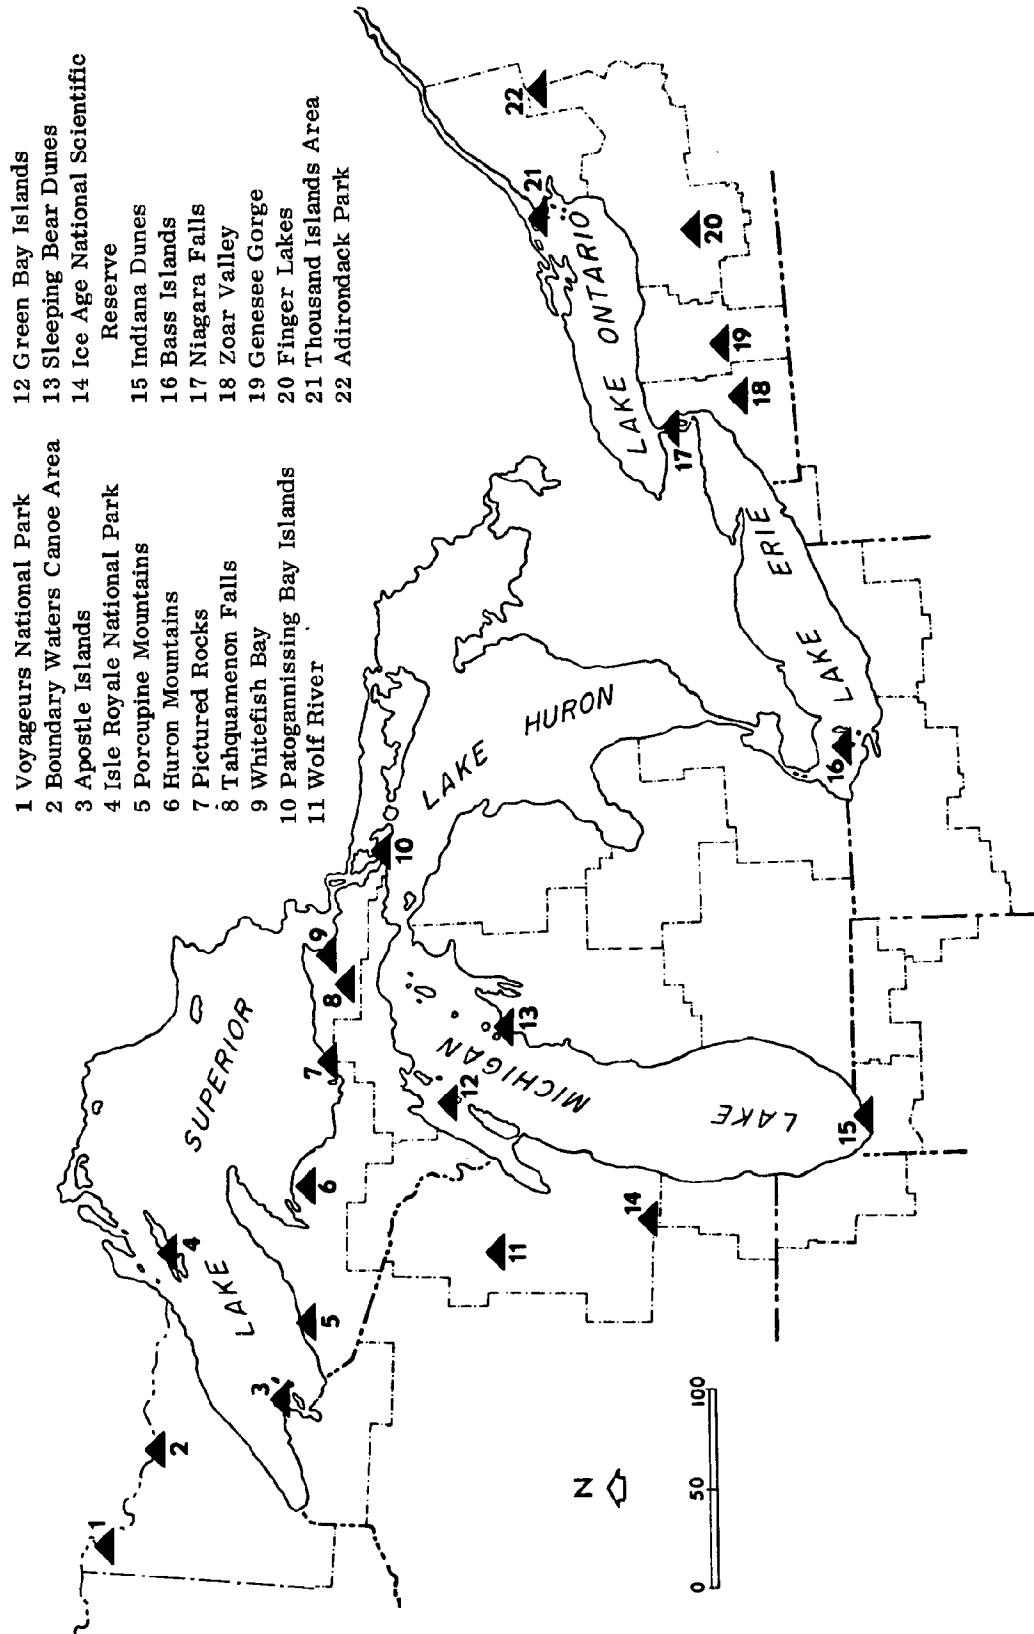 1 Voyageurs National Park
2 Boundary Waters Canoe Area
3 Apostle Islands
4 Isle Royale National Park
5 Porcupine Mountains
6 Huron Mountains
7 Pictured Rocks
8 Tahquamenon Falls
9 Whitefish Bay
10 Patogannissing Bay Islands
11 Wolf River
12 Green Bay Islands
13 Sleeping Bear Dunes
14 Ice Age National Scientific
Reserve
15 Indiana Dunes
16 Bass Islands
17 Niagara Falls
18 Zoar Valley
19 Genesee Gorge
20 Finger Lakes
21 Thousand Islands Area
22 Adirondack Park
1
2
3
4
5
6
7
8
9
10
11
12
13
14
15
16
17
18
19
20
21
22
LAKE SUPERIOR
LAKE MICHIGAN
LAKE HURON
LAKE ERIE
LAKE ONTARIO
N
0 50 100